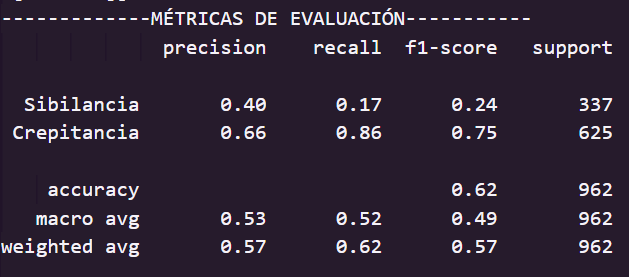 -------------MÉTRICAS DE EVALUACIÓN-----------
precision recall f1-score support
Sibilancia 0.40 0.17 0.24 337
Crepitancia 0.66 0.86 0.75 625
accuracy 0.62 962
macro avg 0.53 0.52 0.49 962
weighted avg 0.57 0.62 0.57 962